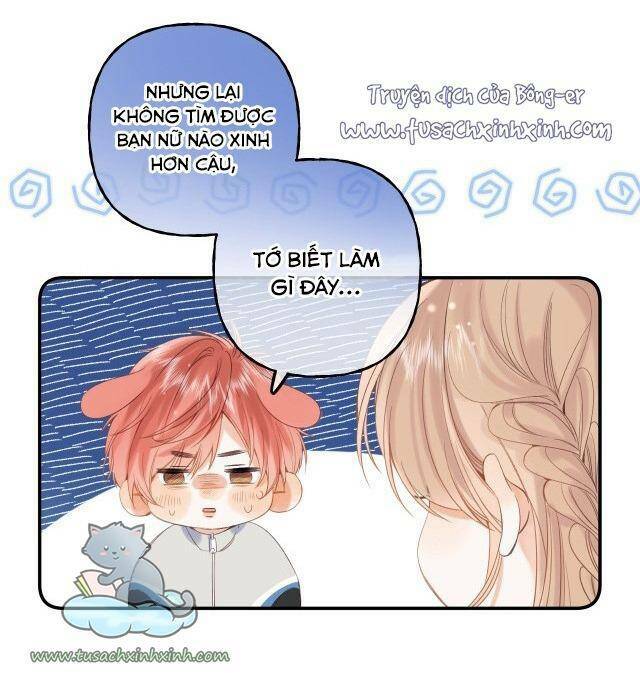 NHƯNG LẠI
KHÔNG TÌM ĐƯỢC
BẠN NỮ NÀO XINH
HƠN CẬU,
Truyện dịch của Bông-er
www.tusachxinhxinh.com
TỚ BIẾT LÀM
GÌ ĐÂY...
www.tusachxinhxinh.com